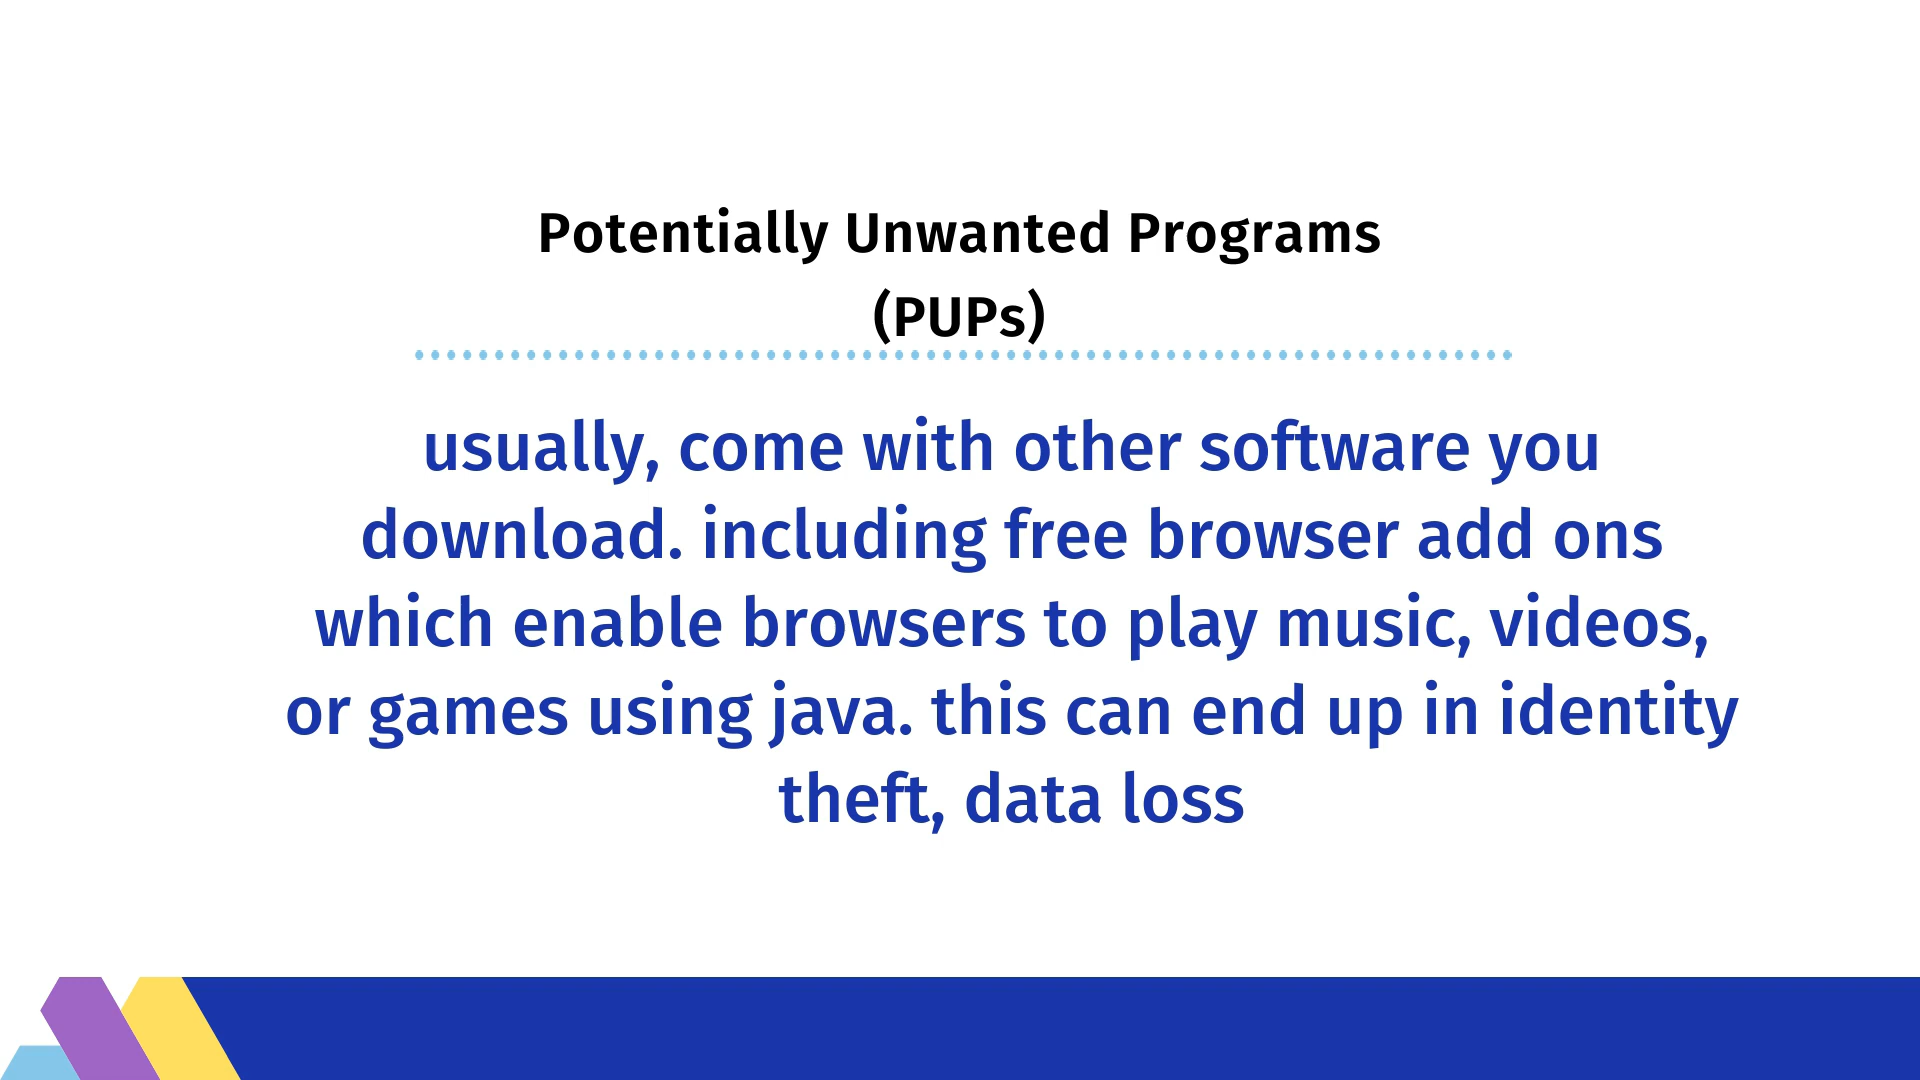 Potentially Unwanted Programs
(PUPs)
usually, come with other software you
download. including free browser add ons
which enable browsers to play music, videos,
or games using java. this can end up in identity
theft, data loss